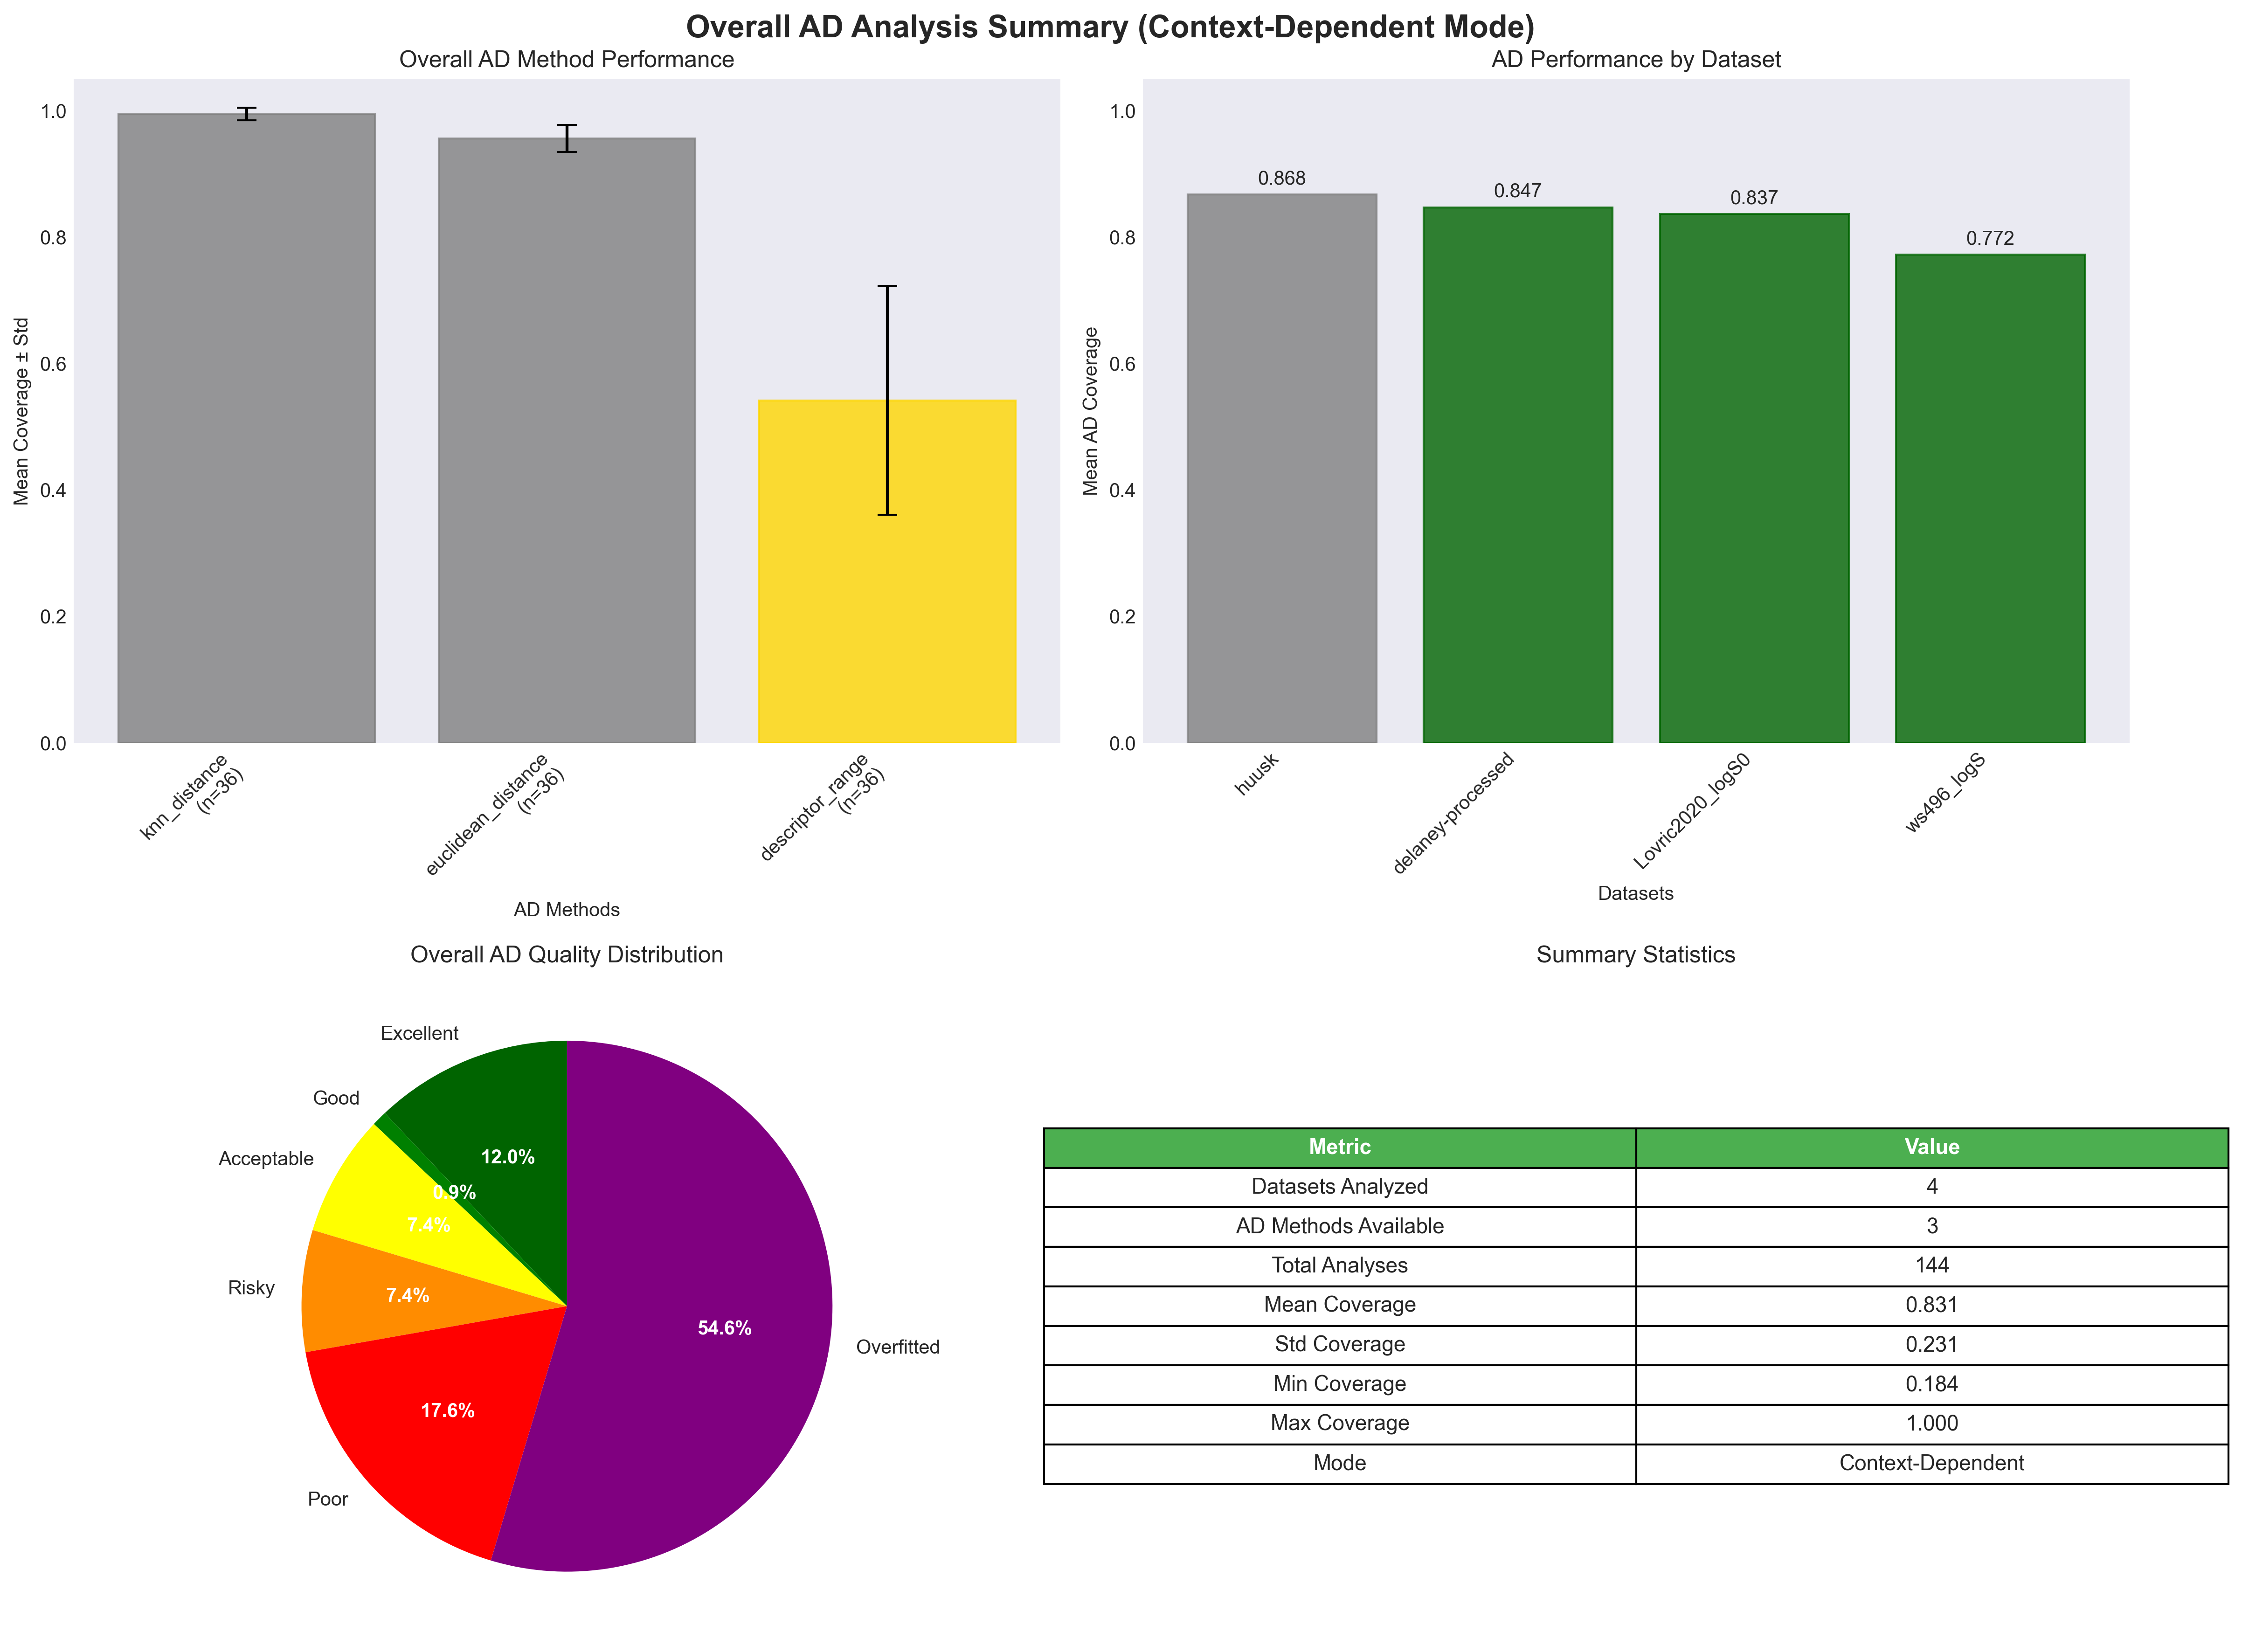 Overall AD Analysis Summary (Context-Dependent Mode)
Overall AD Method Performance
Mean Coverage ± Std
1.0
0.8
0.6
0.4
0.2
0.0
knn_distance
(n=36)
euclidean_distance
(n=36)
descriptor_range
(n=36)
AD Methods
AD Performance by Dataset
Mean AD Coverage
1.0
0.8
0.6
0.4
0.2
0.0
0.868
0.847
0.837
0.772
huusk
delaney-processed
Lovric2020_logS0
ws496_logS
Datasets
Overall AD Quality Distribution
Excellent
12.0%
Good
0.9%
Acceptable
7.4%
Risky
7.4%
Poor
17.6%
Overfitted
54.6%
Summary Statistics
Metric Value
Datasets Analyzed 4
AD Methods Available 3
Total Analyses 144
Mean Coverage 0.831
Std Coverage 0.231
Min Coverage 0.184
Max Coverage 1.000
Mode Context-Dependent